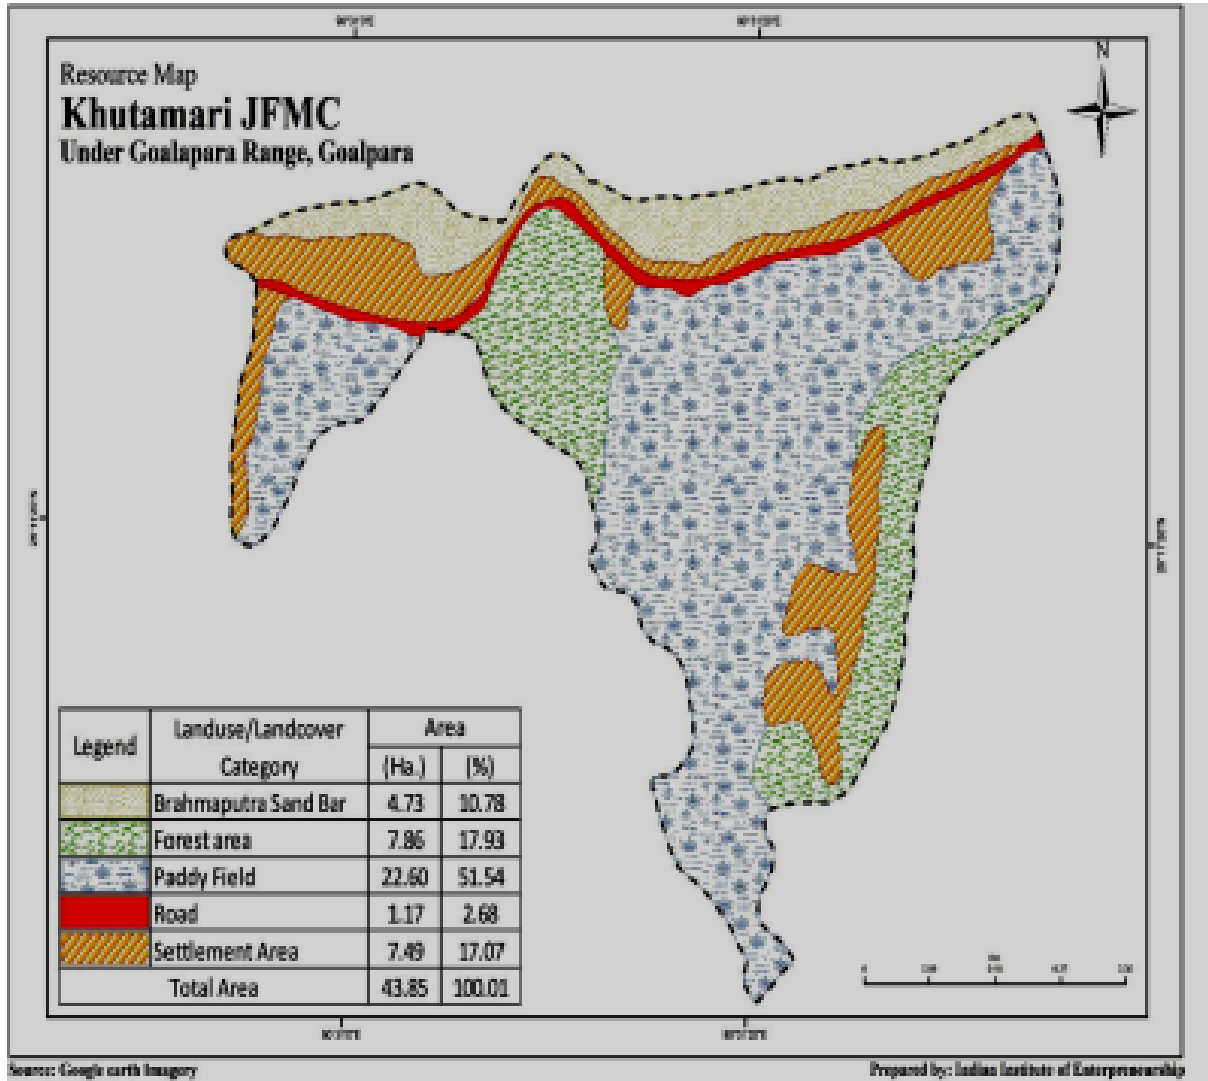 N
Resource Map
Khutamari JFMC
Under Goalapara Range, Goalpara
Legend Landuse/Landcover Category Area
(Ha.) (%)
Brahmaputra Sand Bar 4.73 10.78
Forest area 7.86 17.93
Paddy Field 22.60 51.54
Road 1.17 2.68
Settlement Area 7.49 17.07
Total Area 43.85 100.01
Source: Google earth Imagery
Prepared by: Indian Institute of Enterpreneurship